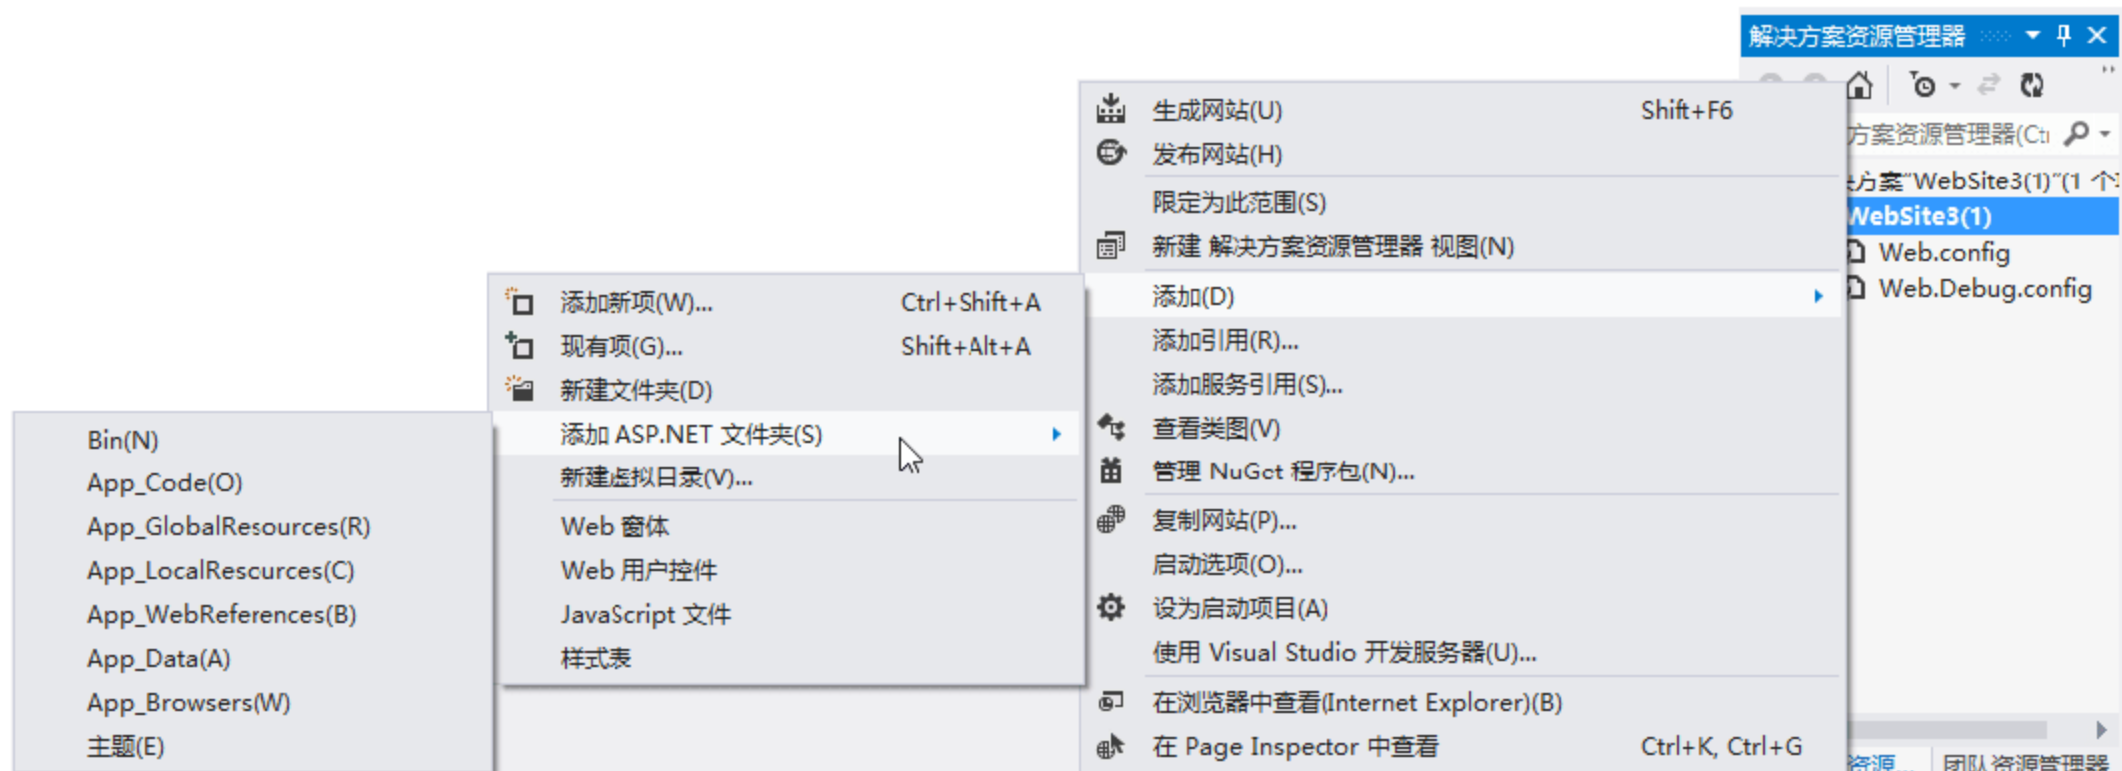 解决方案资源管理器
方案资源管理器(Ct
方案"WebSite3(1)"(1 个
WebSite3(1)
Web.config
Web.Debug.config
资源...
团队资源管理器
生成网站(U) Shift+F6
发布网站(H)
限定为此范围(S)
新建 解决方案资源管理器 视图(N)
添加(D)
添加引用(R)...
添加服务引用(S)...
查看类图(V)
管理 NuGet 程序包(N)...
复制网站(P)...
启动选项(O)...
设为启动项目(A)
使用 Visual Studio 开发服务器(U)...
在浏览器中查看(Internet Explorer)(B)
在 Page Inspector 中查看 Ctrl+K, Ctrl+G
添加新项(W)... Ctrl+Shift+A
现有项(G)... Shift+Alt+A
新建文件夹(D)
添加 ASP.NET 文件夹(S)
新建虚拟目录(V)...
Web 窗体
Web 用户控件
JavaScript 文件
样式表
Bin(N)
App_Code(O)
App_GlobalResources(R)
App_LocalResources(C)
App_WebReferences(B)
App_Data(A)
App_Browsers(W)
主题(E)